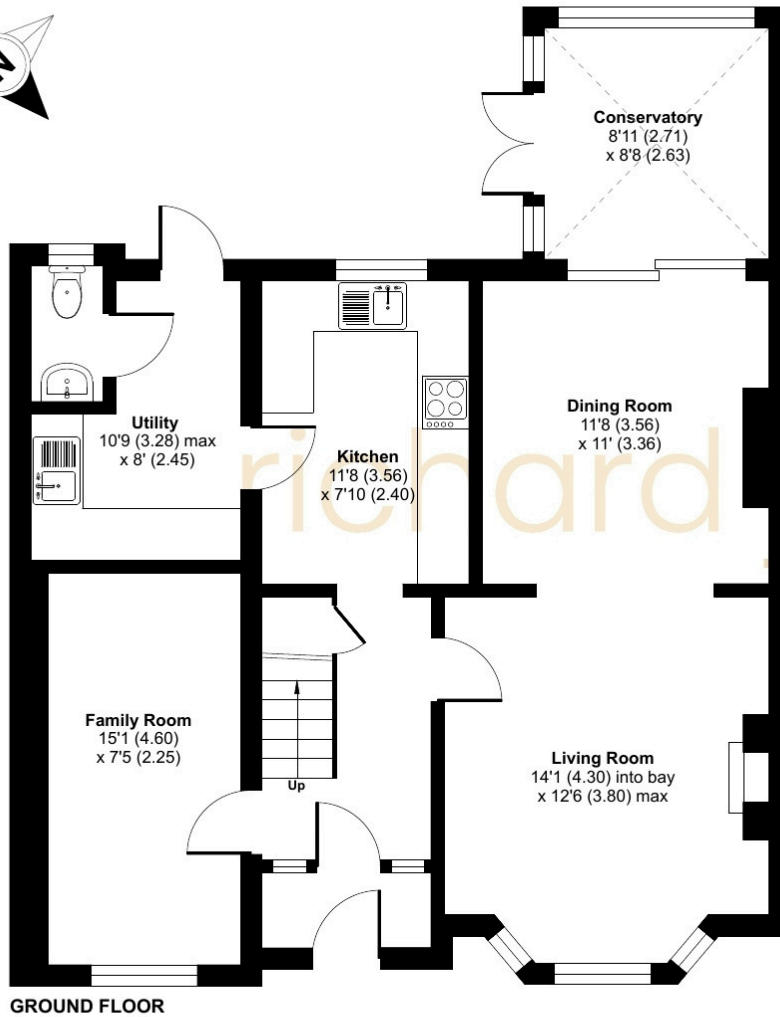 N
Conservatory
8'11 (2.71)
x 8'8 (2.63)
Dining Room
11'8 (3.56)
x 11' (3.36)
Utility
10'9 (3.28) max
x 8' (2.45)
Kitchen
11'8 (3.56)
x 7'10 (2.40)
richard
Family Room
15'1 (4.60)
x 7'5 (2.25)
Living Room
14'1 (4.30) into bay
x 12'6 (3.80) max
Up
GROUND FLOOR